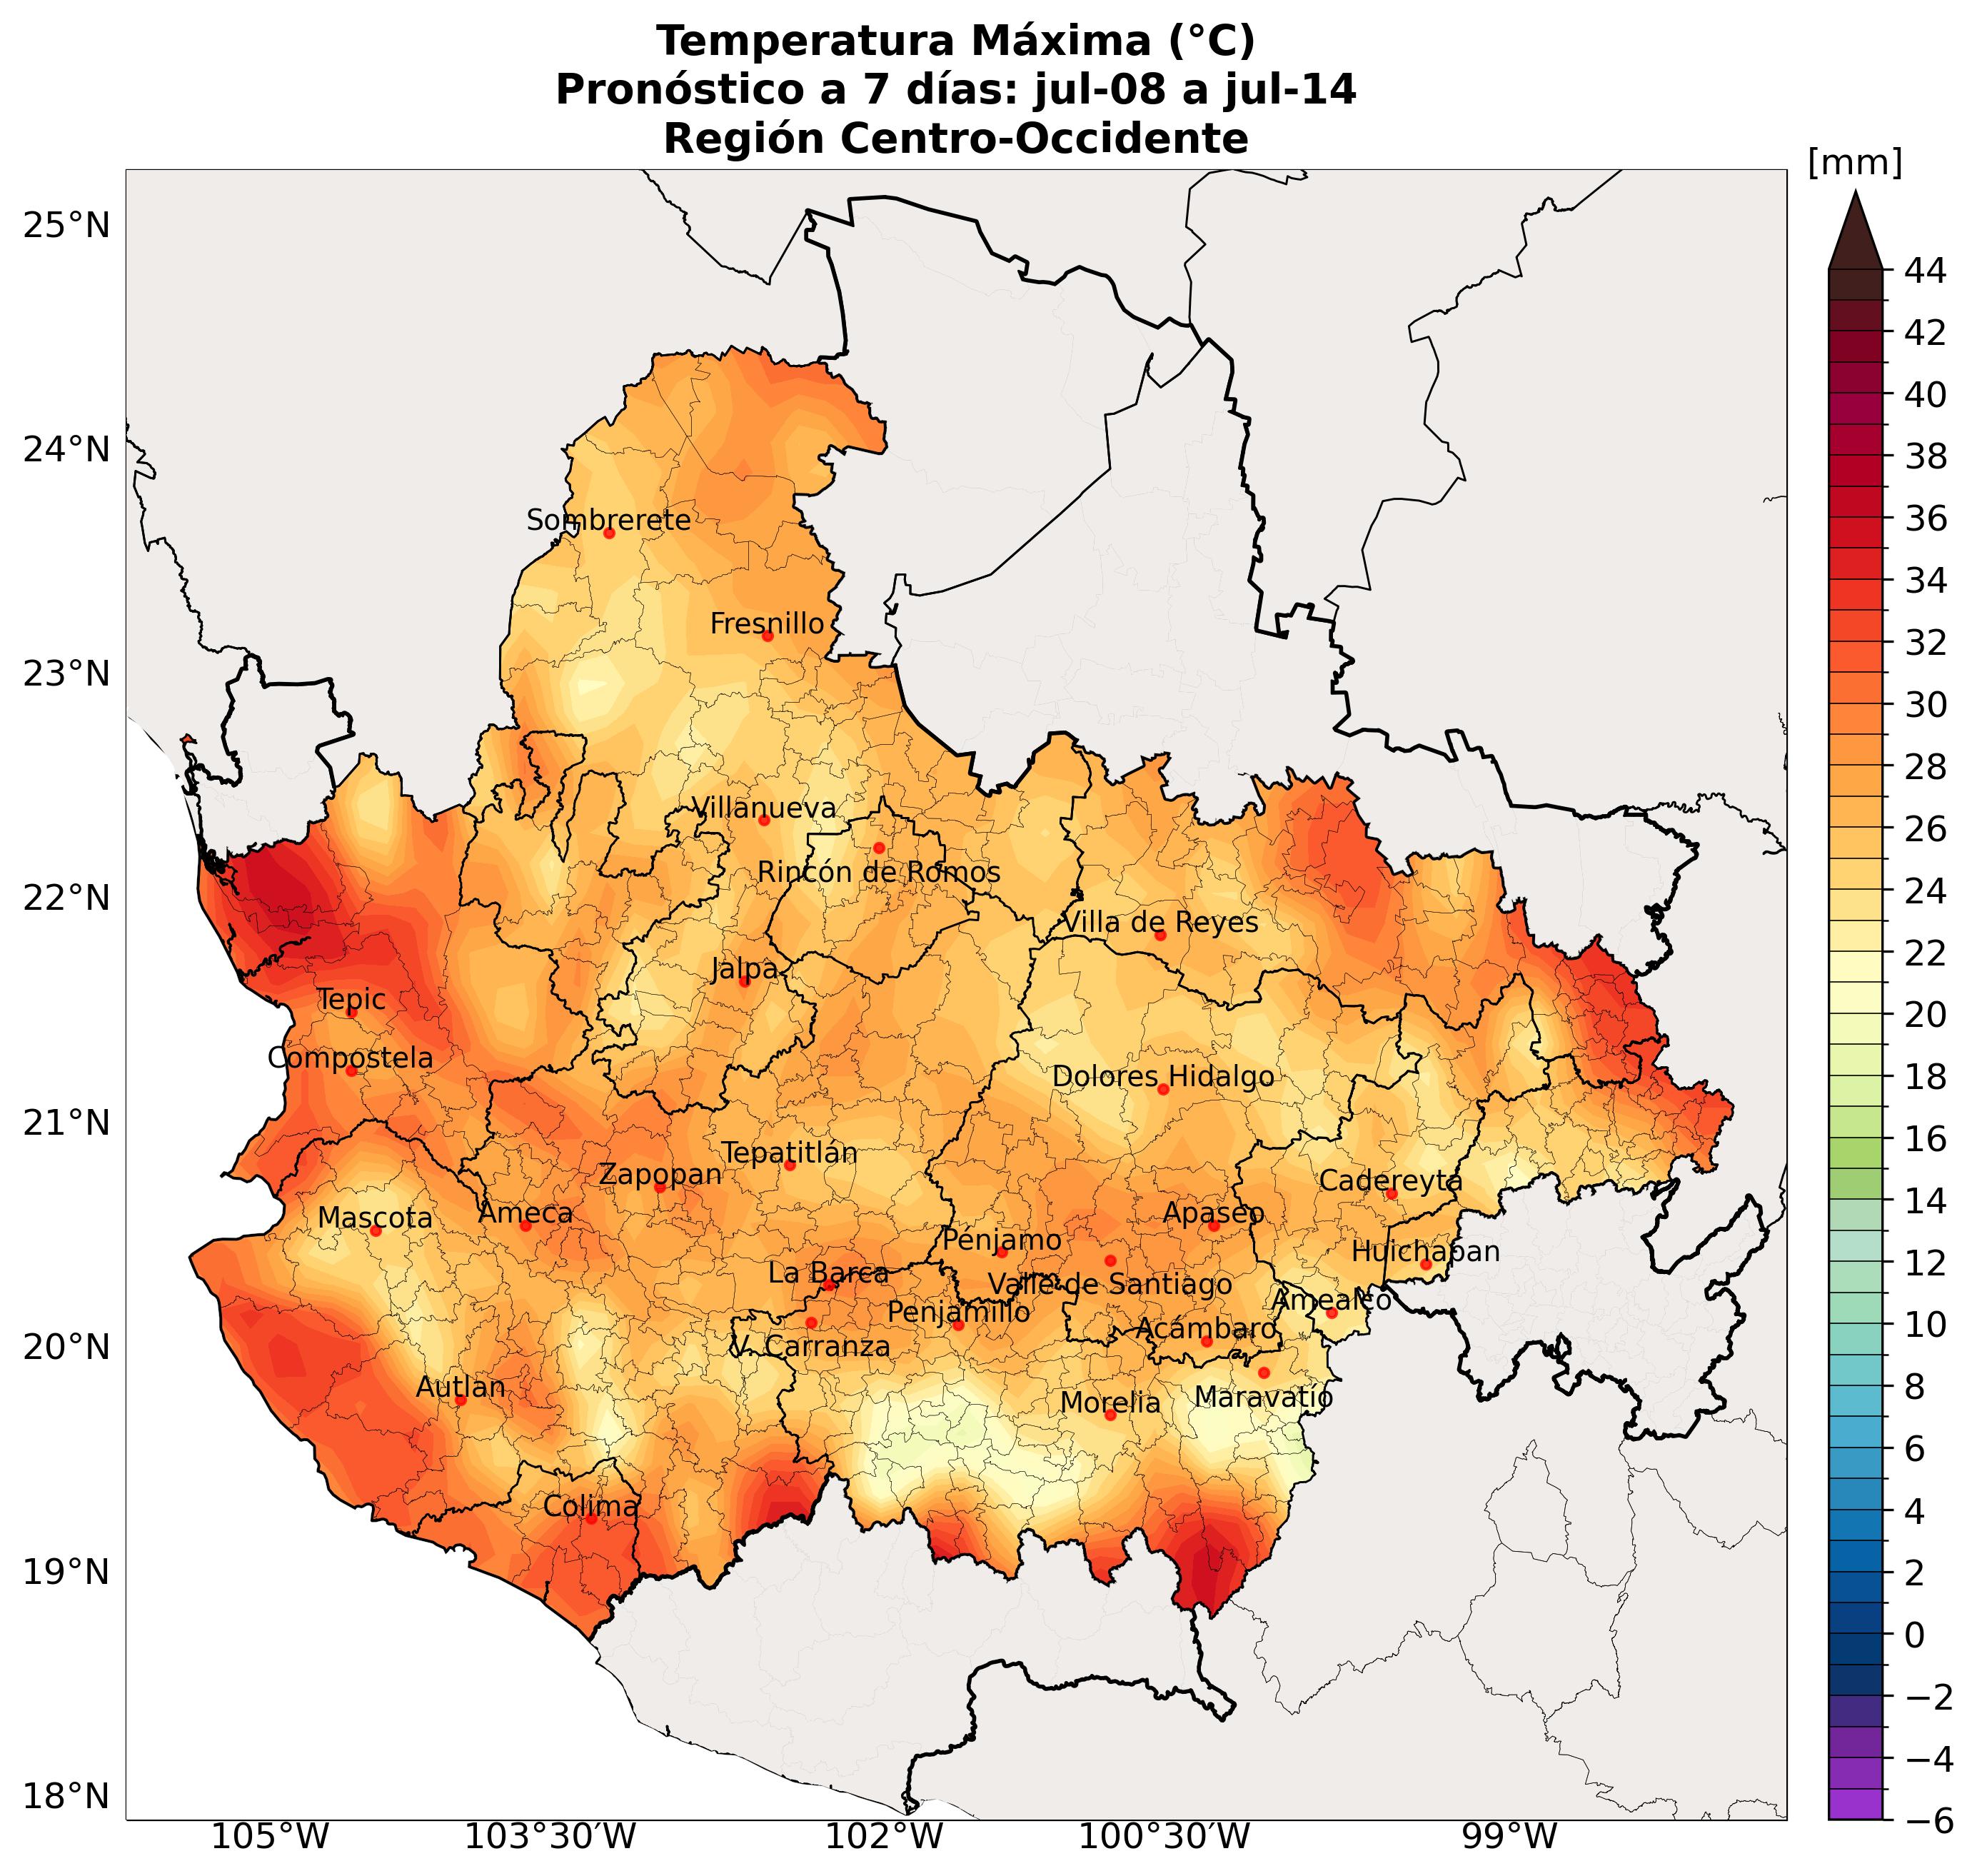 Temperatura Máxima (°C)
Pronóstico a 7 días: jul-08 a jul-14
Región Centro-Occidente
[mm]
25°N
24°N
23°N
22°N
21°N
20°N
19°N
18°N
Sombrerete
Fresnillo
Villanueva
Rincón de Romos
Villa de Reyes
Jalpa
Tepic
Compostela
Dolores Hidalgo
Tepatitlán
Zapopan
Cadereyta
Mascota
Ameca
Apaseo
Pénjamo
Huichapan
La Barca
Valle de Santiago
Amealco
Penjamillo
Acámbaro
V. Carranza
Autlan
Maravatío
Morelia
Colima
105°W
103°30′W
102°W
100°30′W
99°W
44
42
40
38
36
34
32
30
28
26
24
22
20
18
16
14
12
10
8
6
4
2
0
−2
−4
−6